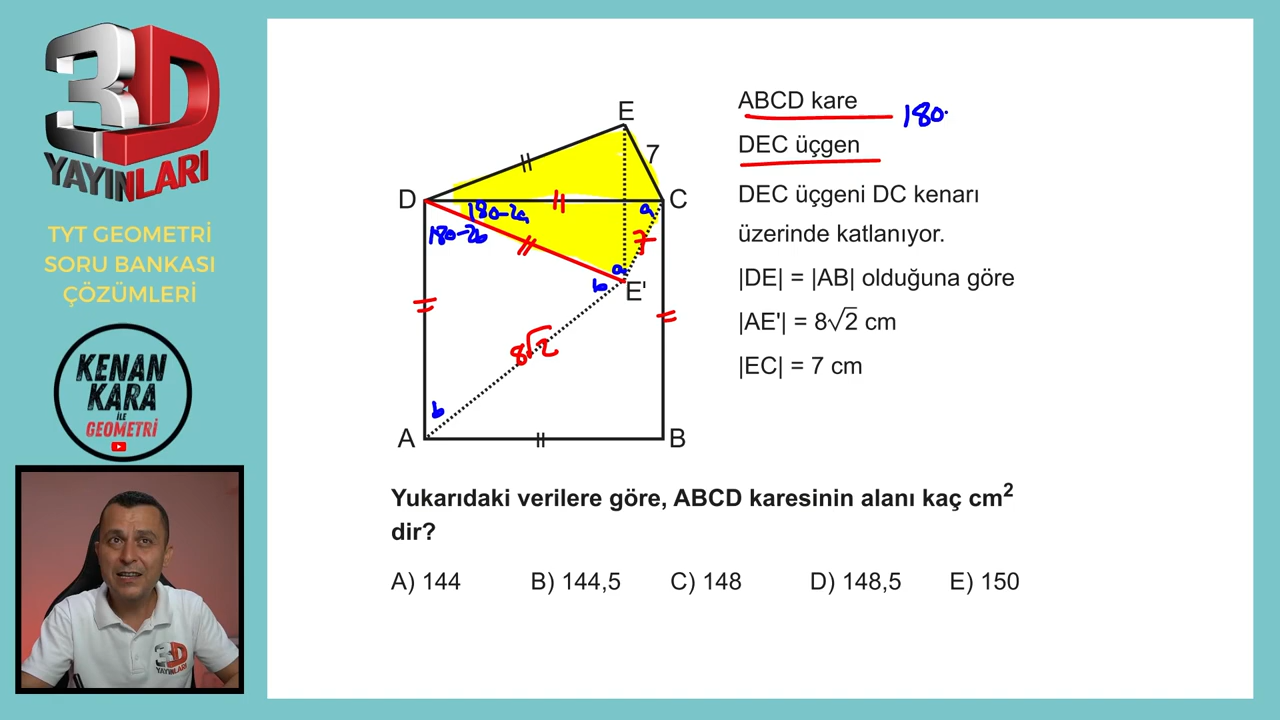 3D
YAYINLARI
TYT GEOMETRİ
SORU BANKASI
ÇÖZÜMLERİ
KENAN
KARA
İLE
GEOMETRİ
3D
YAYINLARI
E
7
D
C
180-2a
a
180-2b
7
a
b
E'
8√2
b
A
B
ABCD kare
180-
DEC üçgen
DEC üçgeni DC kenarı
üzerinde katlanıyor.
|DE| = |AB| olduğuna göre
|AE'| = 8√2 cm
|EC| = 7 cm
Yukarıdaki verilere göre, ABCD karesinin alanı kaç cm²
dir?
A) 144 B) 144,5 C) 148 D) 148,5 E) 150